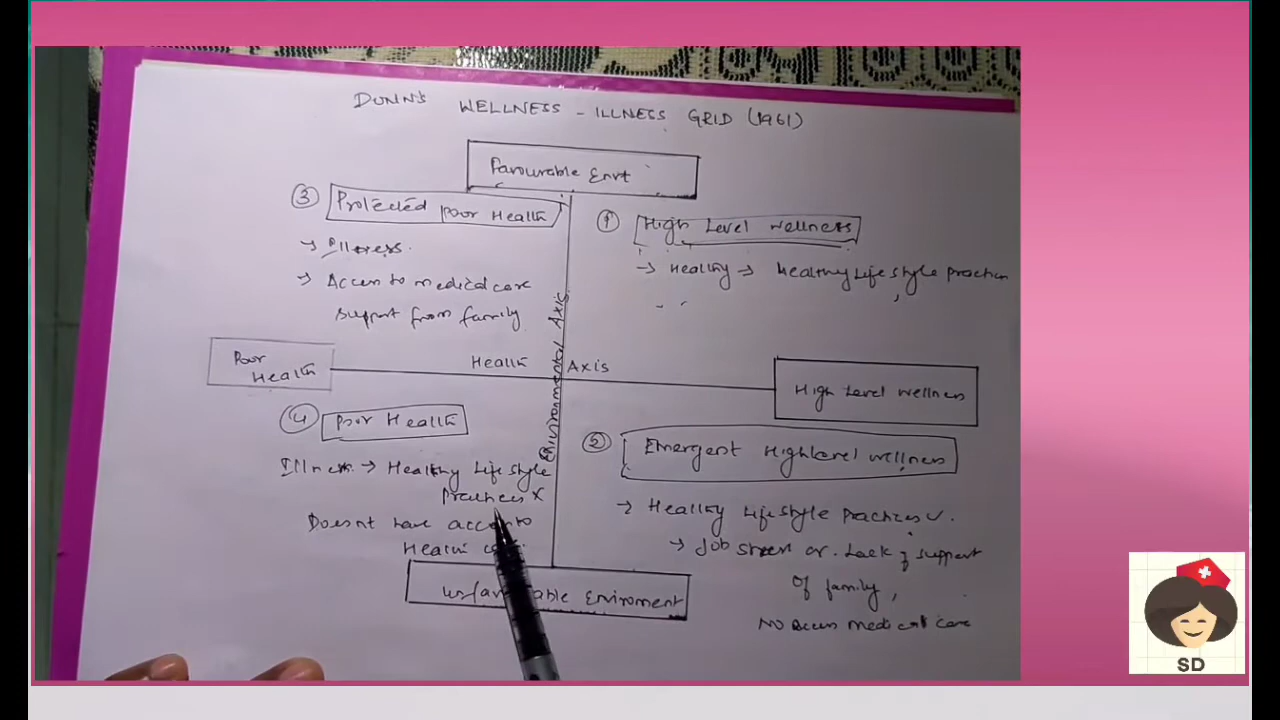 DUNN'S WELLNESS - ILLNESS GRID (1961)
Favourable Envt
③ Protected poor Health
→ Illness.
→ Access to medical care
support from family
① High Level wellness
→ Healthy → Healthy Life style practices
Poor Health
Health Axis
Environmental Axis
High Level wellness
④ Poor Health
Illness → Healthy Life style
Practices X
Doesnt have access to
Health
② Emergent High Level wellness
→ Healthy Life style practices ✓.
→ Job stress or. Lack of support
of family,
No access medical care
Unfavourable Enviroment
SD